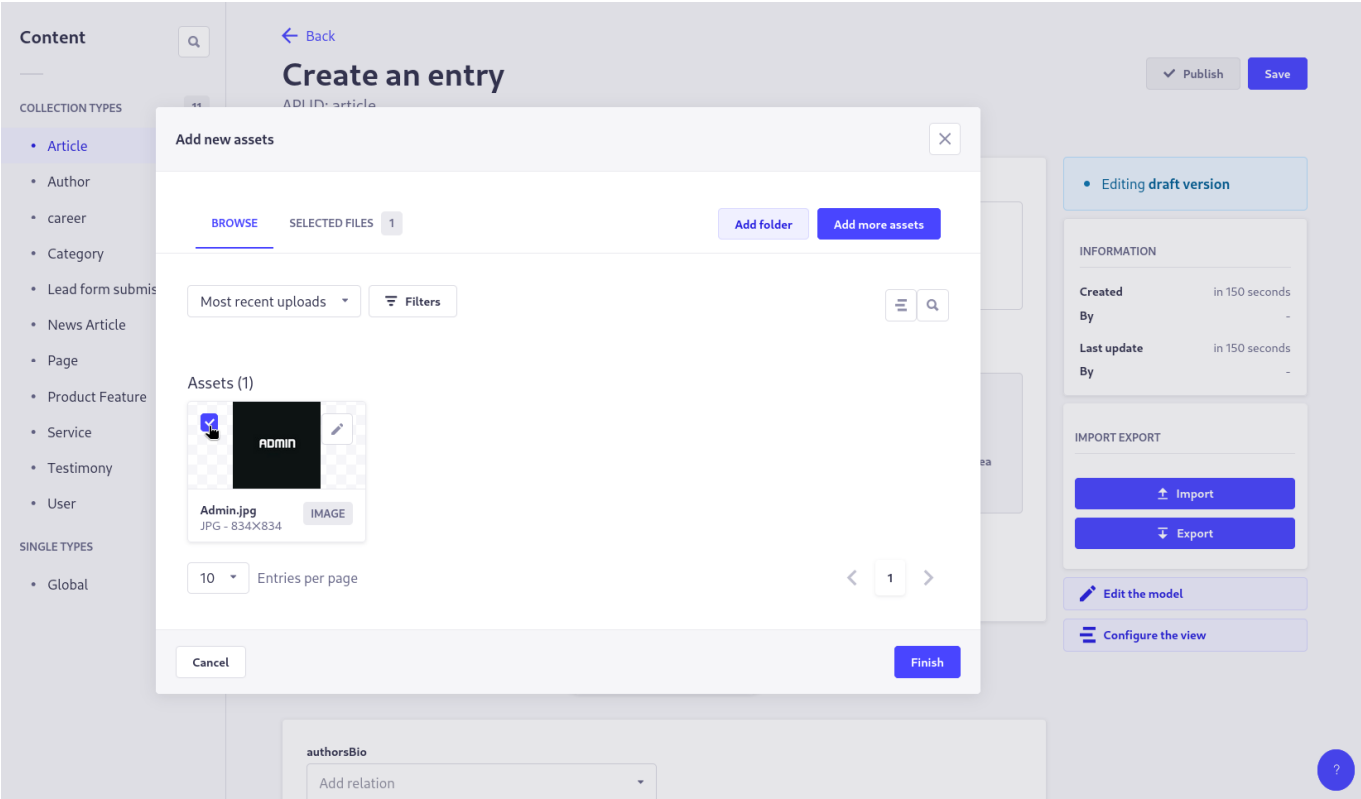 Content
COLLECTION TYPES
11
Article
Author
career
Category
Lead form submis
News Article
Page
Product Feature
Service
Testimony
User
SINGLE TYPES
Global
Back
Create an entry
API ID: article
Publish
Save
Add new assets
BROWSE
SELECTED FILES 1
Add folder
Add more assets
Most recent uploads
Filters
Assets (1)
ADMIN
Admin.jpg
JPG - 834✕834
IMAGE
10
Entries per page
1
Cancel
Finish
ea
Editing draft version
INFORMATION
Created in 150 seconds
By -
Last update in 150 seconds
By -
IMPORT EXPORT
Import
Export
Edit the model
Configure the view
authorsBio
Add relation
?